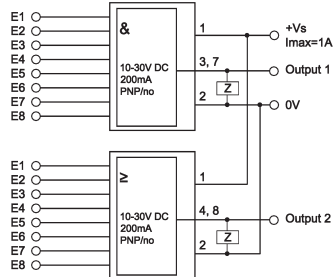 E1
E2
E3
E4
E5
E6
E7
E8
&
10-30V DC
200mA
PNP/no
1
3, 7
2
Z
+Vs
Imax=1A
Output 1
0V
E1
E2
E3
E4
E5
E6
E7
E8
≥
10-30V DC
200mA
PNP/no
1
4, 8
2
Z
Output 2